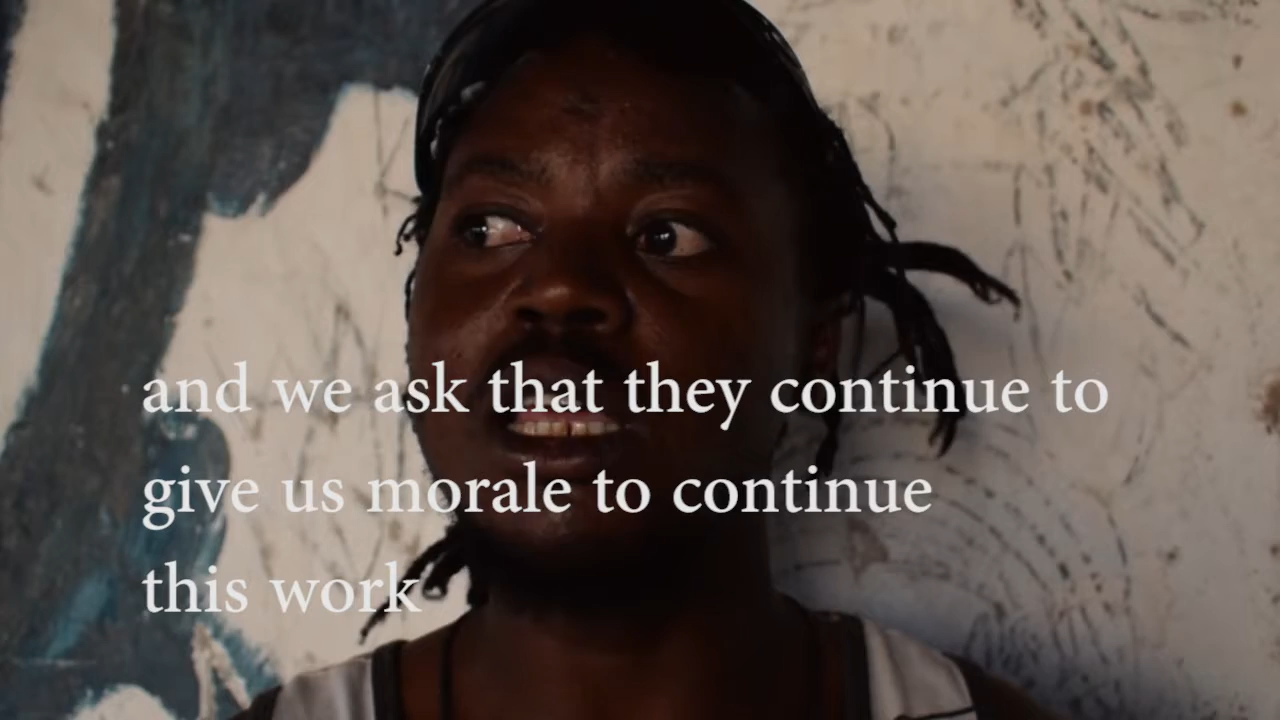 and we ask that they continue to
give us morale to continue
this work